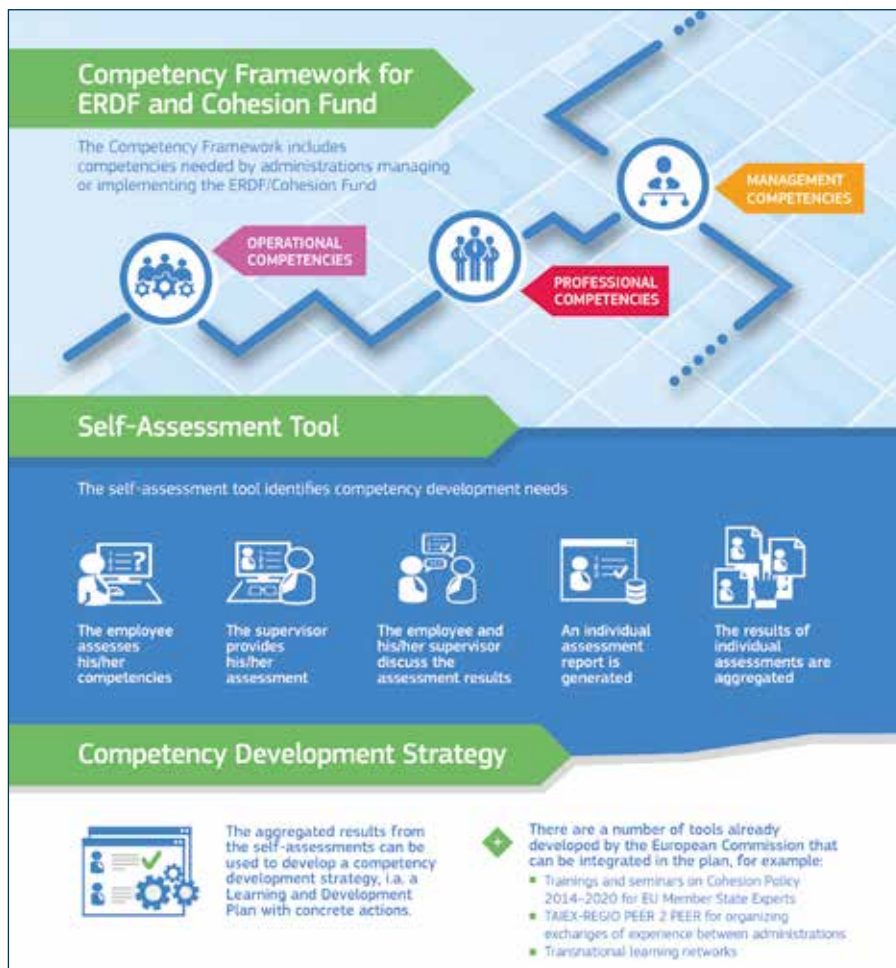 Competency Framework for
ERDF and Cohesion Fund
The Competency Framework includes
competencies needed by administrations managing
or implementing the ERDF/Cohesion Fund
MANAGEMENT
COMPETENCIES
OPERATIONAL
COMPETENCIES
PROFESSIONAL
COMPETENCIES
Self-Assessment Tool
The self-assessment tool identifies competency development needs
?
The employee
assesses
his/her
competencies
The supervisor
provides
his/her
assessment
The employee and
his/her supervisor
discuss the
assessment results
An individual
assessment
report is
generated
The results of
individual
assessments are
aggregated
Competency Development Strategy
The aggregated results from
the self-assessments can be
used to develop a competency
development strategy, i.a. a
Learning and Development
Plan with concrete actions.
There are a number of tools already
developed by the European Commission that
can be integrated in the plan, for example:
Trainings and seminars on Cohesion Policy
2014-2020 for EU Member State Experts
TAIEX-REGIO PEER 2 PEER for organizing
exchanges of experience between administrations
Transnational learning networks